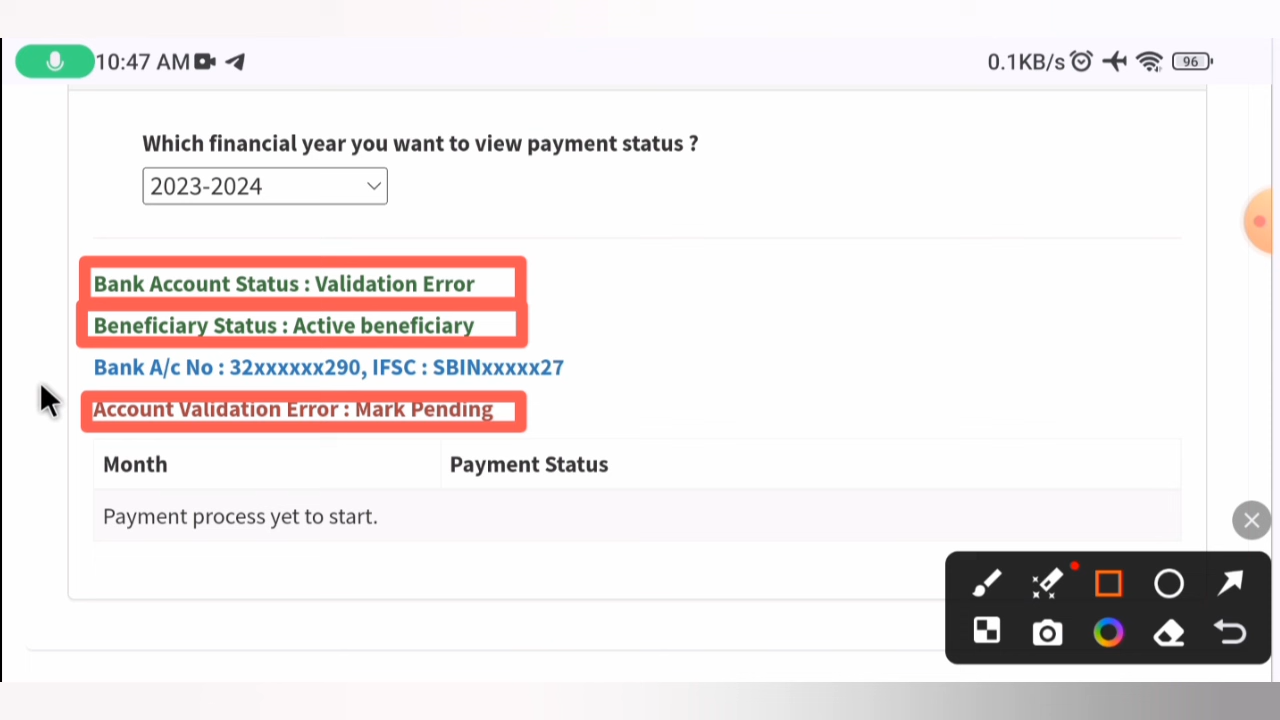 10:47 AM 0.1KB/s 96
Which financial year you want to view payment status ?
2023-2024
Bank Account Status : Validation Error
Beneficiary Status : Active beneficiary
Bank A/c No : 32xxxxxx290, IFSC : SBINxxxxx27
Account Validation Error : Mark Pending
Month Payment Status
Payment process yet to start.